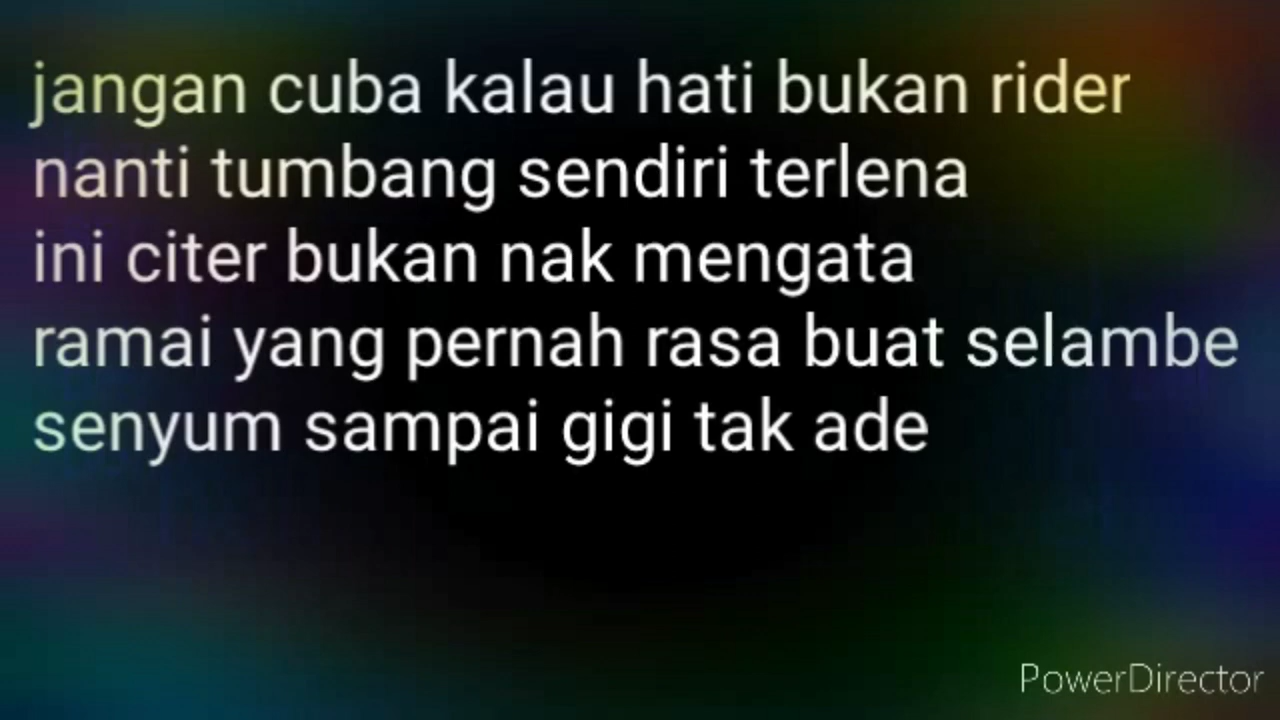 jangan cuba kalau hati bukan rider
nanti tumbang sendiri terlena
ini citer bukan nak mengata
ramai yang pernah rasa buat selambe
senyum sampai gigi tak ade
PowerDirector